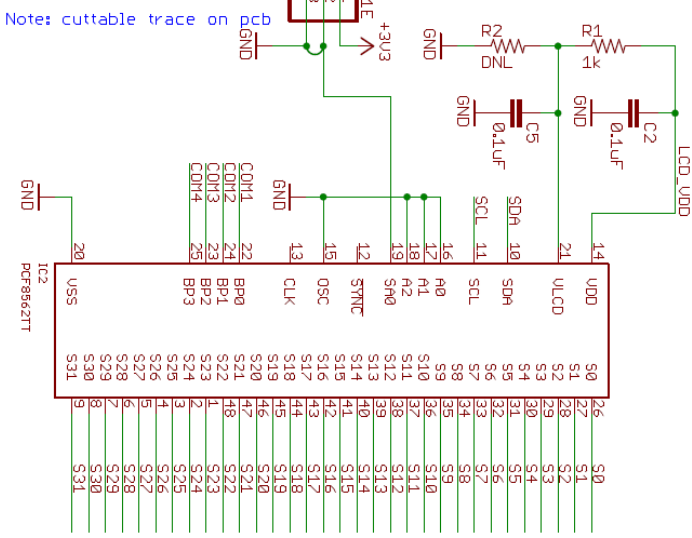 Note: cuttable trace on pcb
1E
+3V3
GND
GND
R2
DNL
R1
1k
GND
C5
0.1uF
GND
C2
0.1uF
LCD_VDD
GND
COM4
COM3
COM2
COM1
GND
SCL
SDA
20
25
23
24
22
13
15
12
19
18
17
16
11
10
21
14
IC2
PCF8562TT
VSS
BP3
BP2
BP1
BP0
CLK
OSC
SYNC
SA0
A2
A1
A0
SCL
SDA
VLCD
VDD
S31
S30
S29
S28
S27
S26
S25
S24
S23
S22
S21
S20
S19
S18
S17
S16
S15
S14
S13
S12
S11
S10
S9
S8
S7
S6
S5
S4
S3
S2
S1
S0
9
8
7
6
5
4
3
2
1
48
47
46
45
44
43
42
41
40
39
38
37
36
35
34
33
32
31
30
29
28
27
26
S31
S30
S29
S28
S27
S26
S25
S24
S23
S22
S21
S20
S19
S18
S17
S16
S15
S14
S13
S12
S11
S10
S9
S8
S7
S6
S5
S4
S3
S2
S1
S0